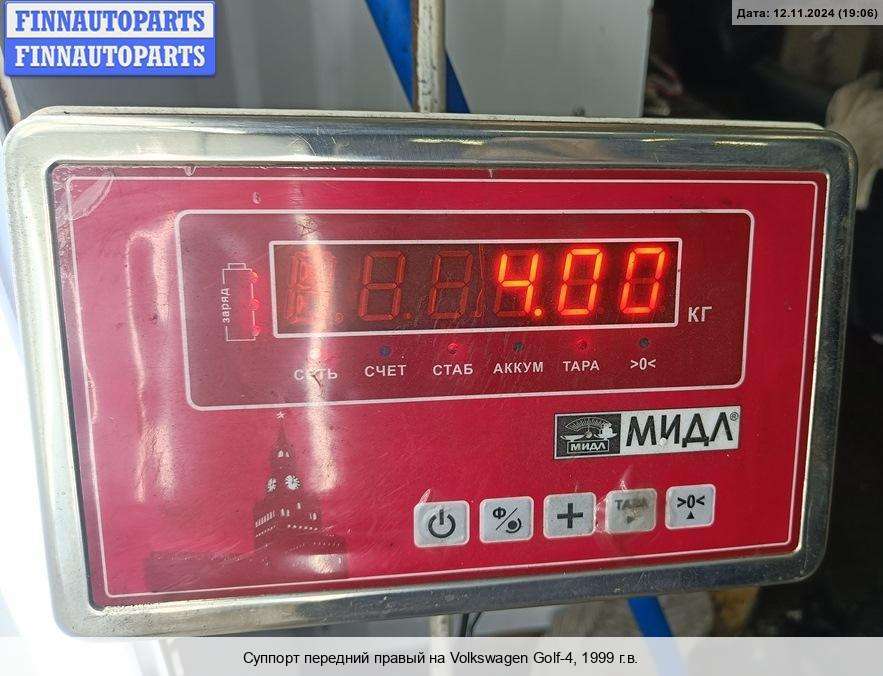 FINNAUTOPARTS
FINNAUTOPARTS
Дата: 12.11.2024 (19:06)
заряд
4.00
КГ
СЕТЬ СЧЕТ СТАБ АККУМ ТАРА >0<
МИДЛ
МИДЛ®
Ф/ + ТАРА >0<
Суппорт передний правый на Volkswagen Golf-4, 1999 г.в.